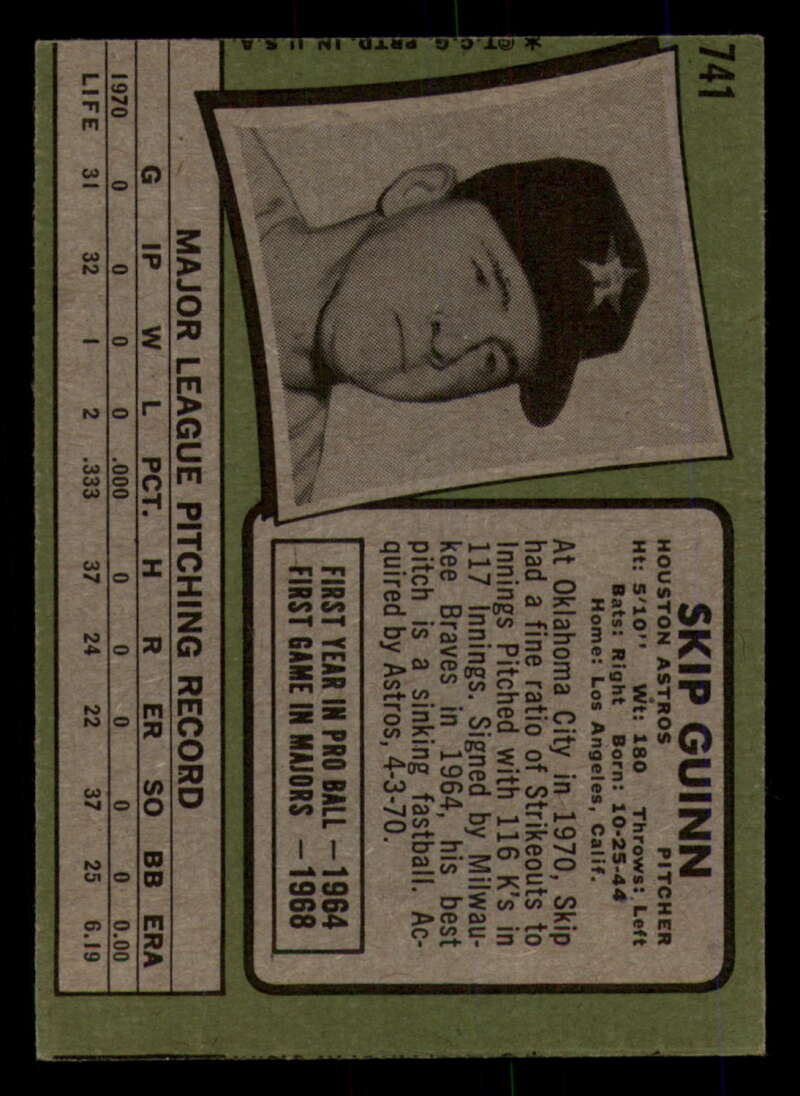 741
SKIP GUINN
HOUSTON ASTROS PITCHER
Ht: 5'10" Wt: 180 Throws: Left
Bats: Right Born: 10-25-44
Home: Los Angeles, Calif.
At Oklahoma City in 1970, Skip
had a fine ratio of Strikeouts to
Innings Pitched with 116 K's in
117 Innings. Signed by Milwau-
kee Braves in 1964, his best
pitch is a sinking fastball. Ac-
quired by Astros, 4-3-70.
FIRST YEAR IN PRO BALL — 1964
FIRST GAME IN MAJORS — 1968
MAJOR LEAGUE PITCHING RECORD
G IP W L PCT. H R ER SO BB ERA
1970 0 0 0 0 .000 0 0 0 0 0 0.00
LIFE 31 32 1 2 .333 37 24 22 37 25 6.19
* © T.C.G. PRTD. IN U.S.A.